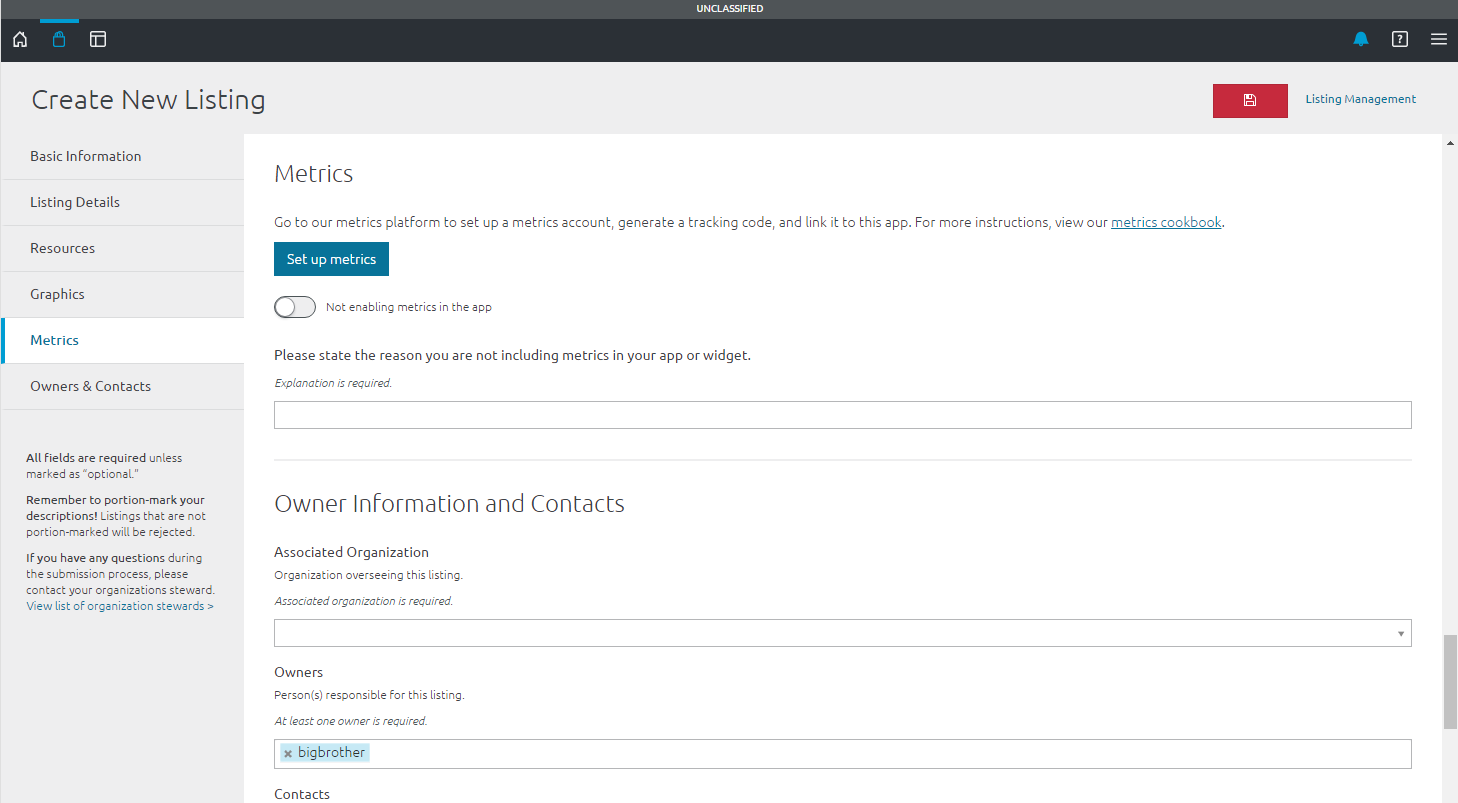 UNCLASSIFIED
?
Create New Listing
Listing Management
Basic Information
Listing Details
Resources
Graphics
Metrics
Owners & Contacts
All fields are required unless
marked as “optional.”
Remember to portion-mark your
descriptions! Listings that are not
portion-marked will be rejected.
If you have any questions during
the submission process, please
contact your organizations steward.
View list of organization stewards >
Metrics
Go to our metrics platform to set up a metrics account, generate a tracking code, and link it to this app. For more instructions, view our metrics cookbook.
Set up metrics
Not enabling metrics in the app
Please state the reason you are not including metrics in your app or widget.
Explanation is required.
Owner Information and Contacts
Associated Organization
Organization overseeing this listing.
Associated organization is required.
Owners
Person(s) responsible for this listing.
At least one owner is required.
× bigbrother
Contacts